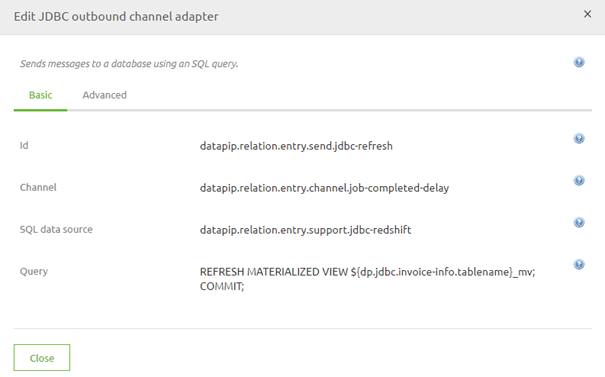 Edit JDBC outbound channel adapter
×
Sends messages to a database using an SQL query.
?
Basic Advanced
Id datapip.relation.entry.send.jdbc-refresh ?
Channel datapip.relation.entry.channel.job-completed-delay ?
SQL data source datapip.relation.entry.support.jdbc-redshift ?
Query REFRESH MATERIALIZED VIEW ${dp.jdbc.invoice-info.tablename}_mv; ?
COMMIT;
Close